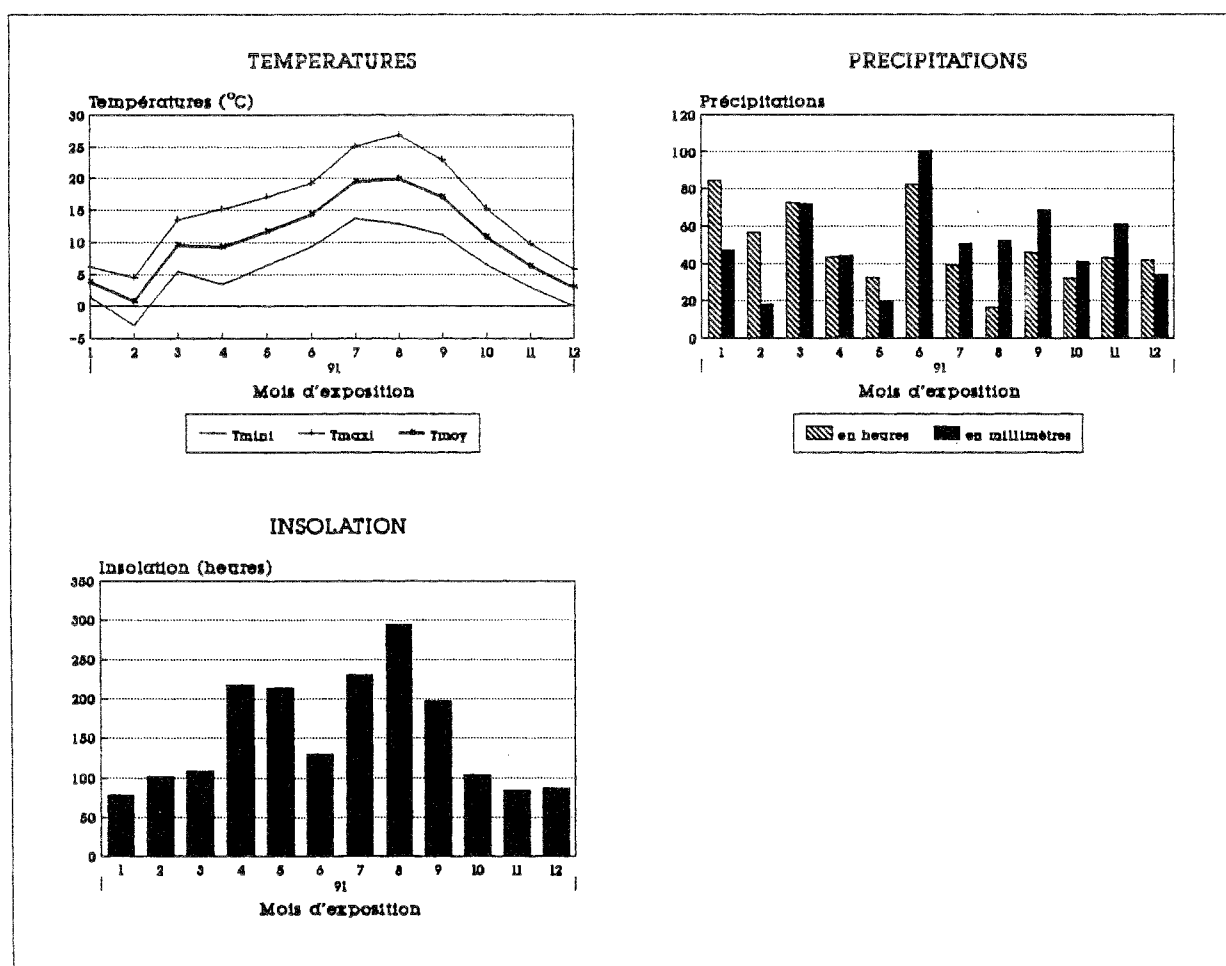 TEMPERATURES
Températures (°C)
30
25
20
15
10
5
0
-5
1 2 3 4 5 6 7 8 9 10 11 12
91
Mois d'exposition
Tmini Tmaxi Tmoy
PRECIPITATIONS
Précipitations
120
100
80
60
40
20
0
1 2 3 4 5 6 7 8 9 10 11 12
91
Mois d'exposition
en heures en millimètres
INSOLATION
Insolation (heures)
350
300
250
200
150
100
50
0
1 2 3 4 5 6 7 8 9 10 11 12
91
Mois d'exposition